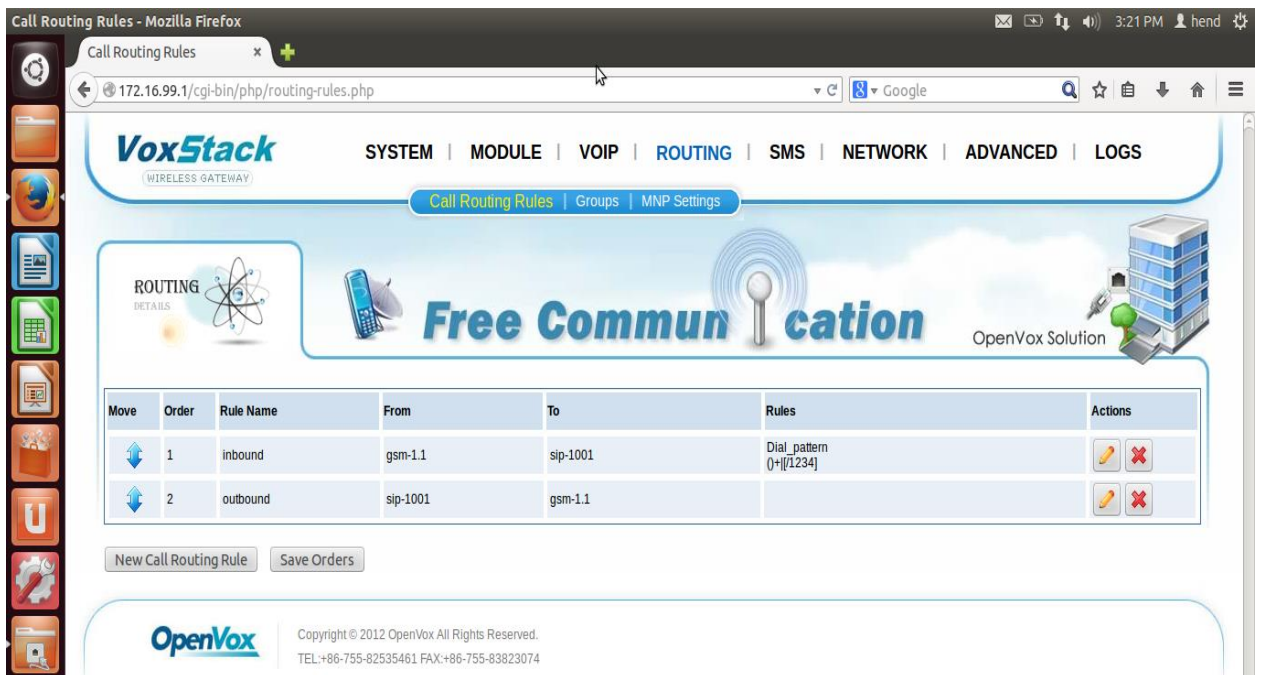 Call Routing Rules - Mozilla Firefox
3:21 PM hend
Call Routing Rules
172.16.99.1/cgi-bin/php/routing-rules.php
Google
VoxStack
WIRELESS GATEWAY
SYSTEM | MODULE | VOIP | ROUTING | SMS | NETWORK | ADVANCED | LOGS
Call Routing Rules | Groups | MNP Settings
ROUTING
DETAILS
Free Communication
OpenVox Solution
Move Order Rule Name From To Rules Actions
1 inbound gsm-1.1 sip-1001 Dial_pattern
()+|[/1234]
2 outbound sip-1001 gsm-1.1
New Call Routing Rule Save Orders
OpenVox
Copyright © 2012 OpenVox All Rights Reserved.
TEL:+86-755-82535461 FAX:+86-755-83823074